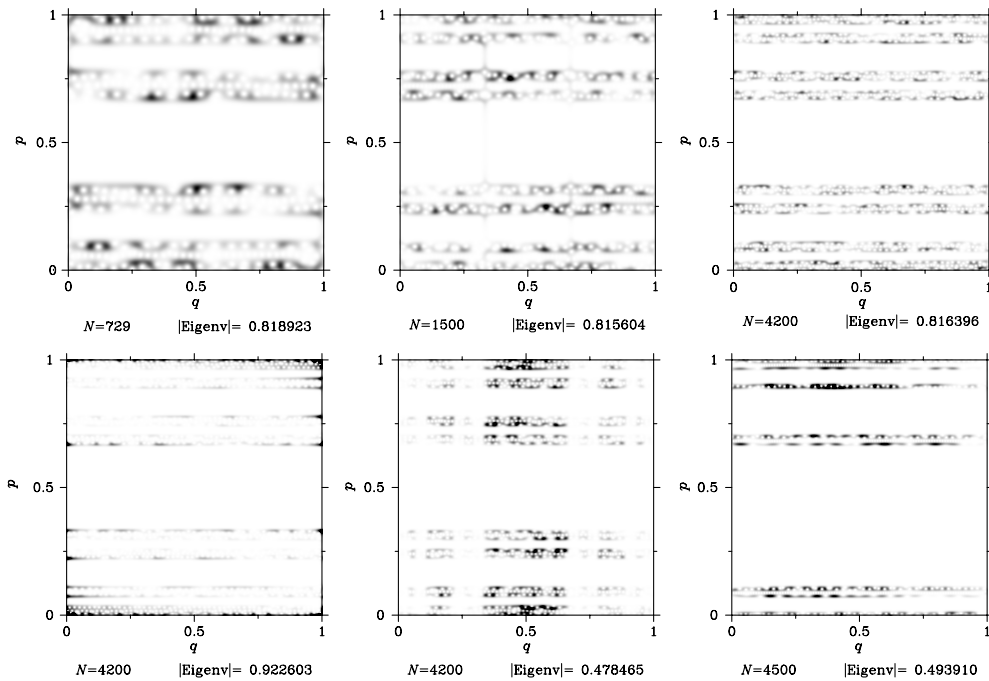 1 1 1
p 0.5 p 0.5 p 0.5
0 0 0
0 0.5 1 0 0.5 1 0 0.5 1
q q q
N=729 |Eigenv|= 0.818923 N=1500 |Eigenv|= 0.815604 N=4200 |Eigenv|= 0.816396
1 1 1
p 0.5 p 0.5 p 0.5
0 0 0
0 0.5 1 0 0.5 1 0 0.5 1
q q q
N=4200 |Eigenv|= 0.922603 N=4200 |Eigenv|= 0.478465 N=4500 |Eigenv|= 0.493910